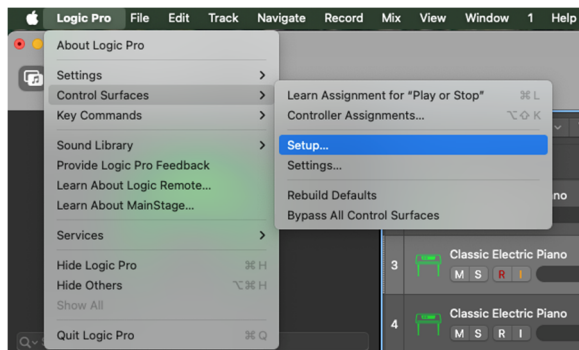 Logic Pro File Edit Track Navigate Record Mix View Window 1 Help
About Logic Pro
Settings
Control Surfaces
Key Commands
Sound Library
Provide Logic Pro Feedback
Learn About Logic Remote...
Learn About MainStage...
Services
Hide Logic Pro ⌘ H
Hide Others ⌥⌘ H
Show All
Quit Logic Pro ⌘ Q
Learn Assignment for “Play or Stop” ⌘ L
Controller Assignments... ⌥⇧ K
Setup...
Settings...
Rebuild Defaults
Bypass All Control Surfaces
no
3 Classic Electric Piano
M S R I
no
4 Classic Electric Piano
M S R I